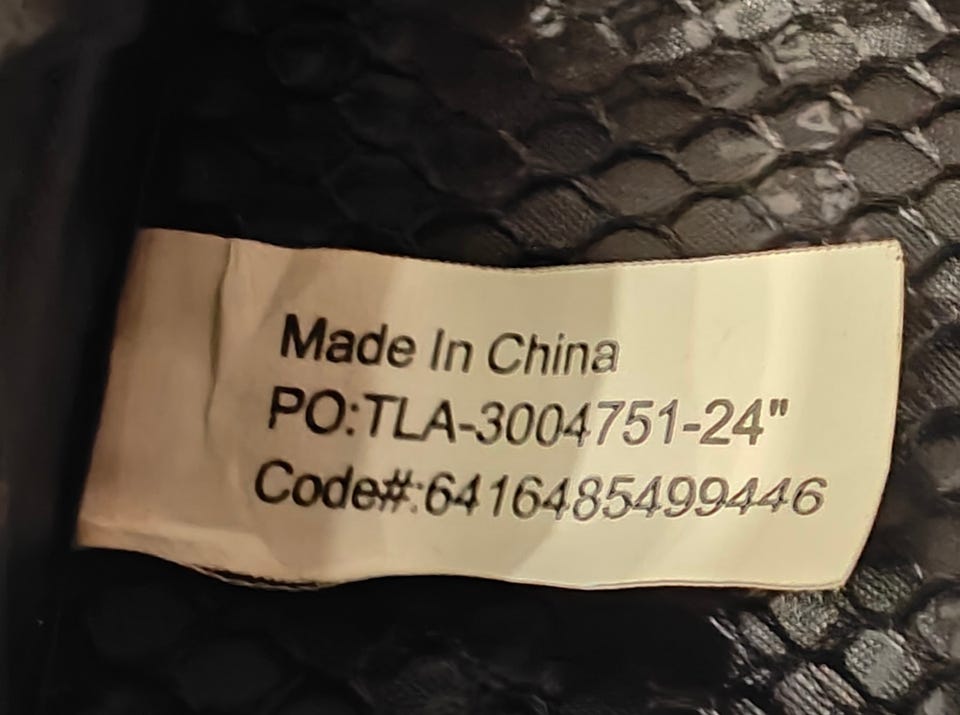 Made In China
PO:TLA-3004751-24"
Code#:6416485499446